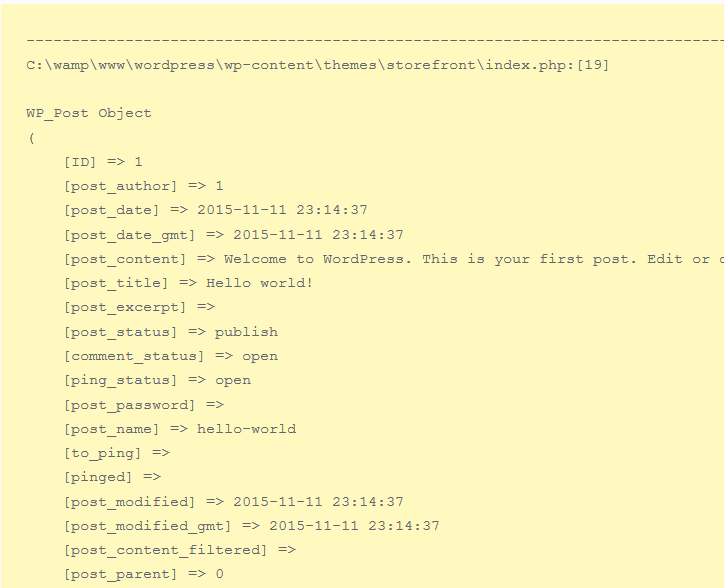 --------------------------------------------------------------------------------
C:\wamp\www\wordpress\wp-content\themes\storefront\index.php:[19]
WP_Post Object
(
[ID] => 1
[post_author] => 1
[post_date] => 2015-11-11 23:14:37
[post_date_gmt] => 2015-11-11 23:14:37
[post_content] => Welcome to WordPress. This is your first post. Edit or
[post_title] => Hello world!
[post_excerpt] =>
[post_status] => publish
[comment_status] => open
[ping_status] => open
[post_password] =>
[post_name] => hello-world
[to_ping] =>
[pinged] =>
[post_modified] => 2015-11-11 23:14:37
[post_modified_gmt] => 2015-11-11 23:14:37
[post_content_filtered] =>
[post_parent] => 0